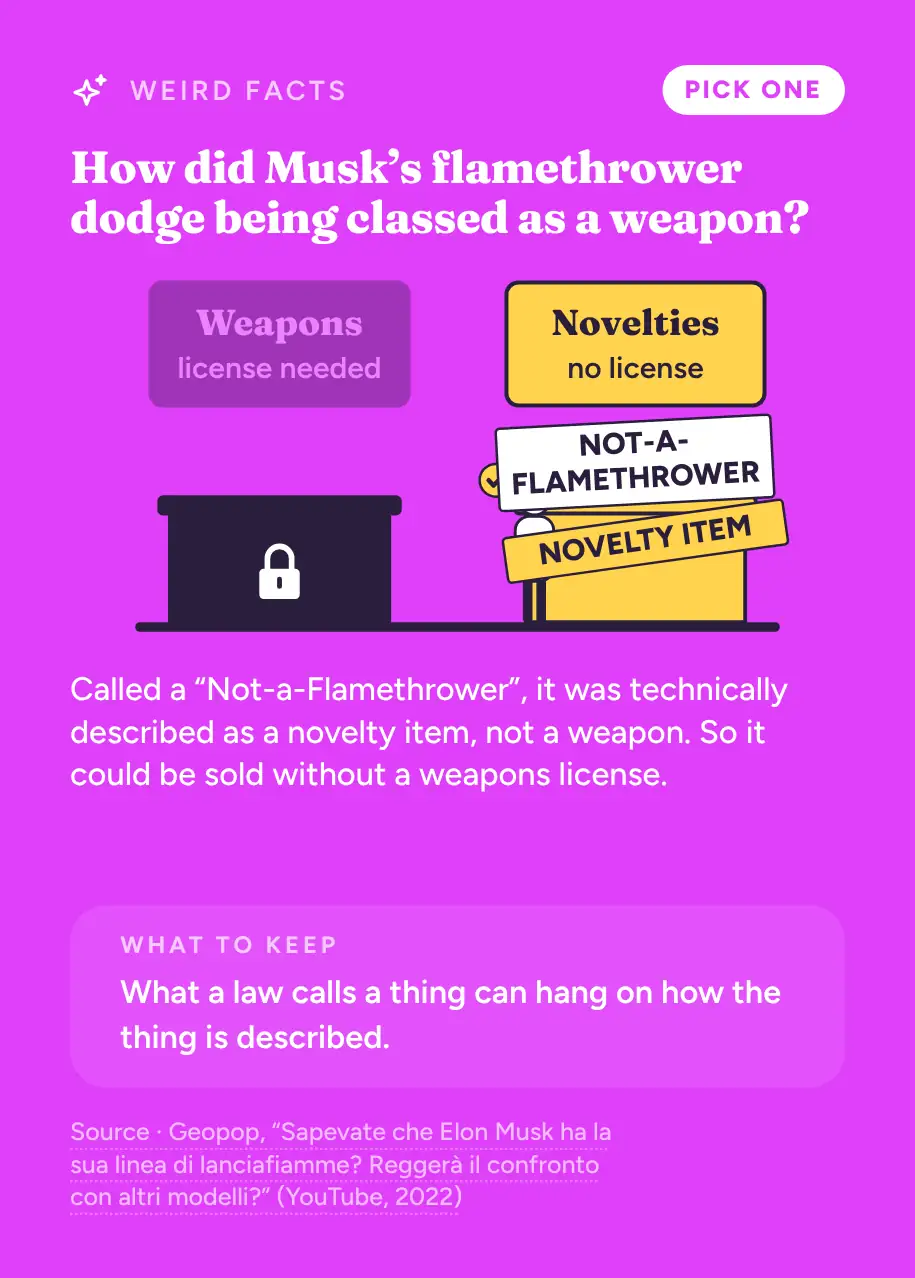 WEIRD FACTS
PICK ONE
How did Musk’s flamethrower
dodge being classed as a weapon?
Weapons
license needed
Novelties
no license
NOT-A-
FLAMETHROWER
NOVELTY ITEM
Called a “Not-a-Flamethrower”, it was technically
described as a novelty item, not a weapon. So it
could be sold without a weapons license.
WHAT TO KEEP
What a law calls a thing can hang on how the
thing is described.
Source · Geopop, “Sapevate che Elon Musk ha la
sua linea di lanciafiamme? Reggerà il confronto
con altri modelli?” (YouTube, 2022)